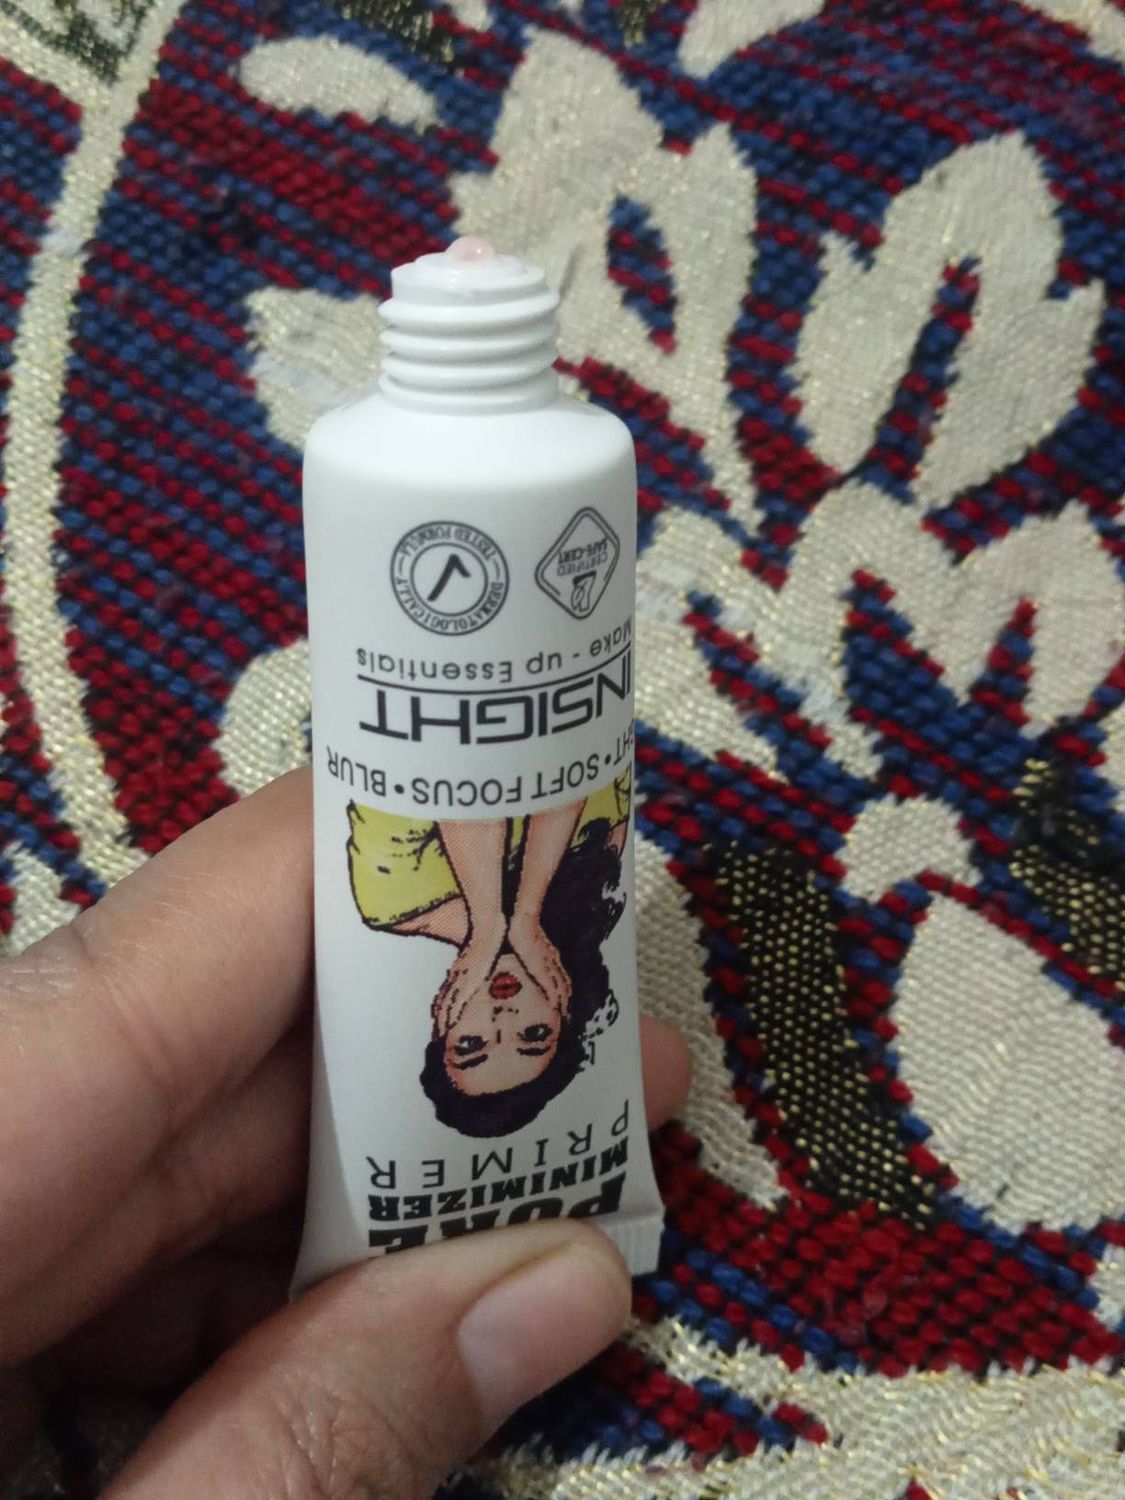 PORE
MINIMIZER
PRIMER
SOFT FOCUS • BLUR
INSIGHT
Make - up Essentials
DERMATOLOGICALLY
TESTED FORMULA
CERTIFIED
SAFE-CERT